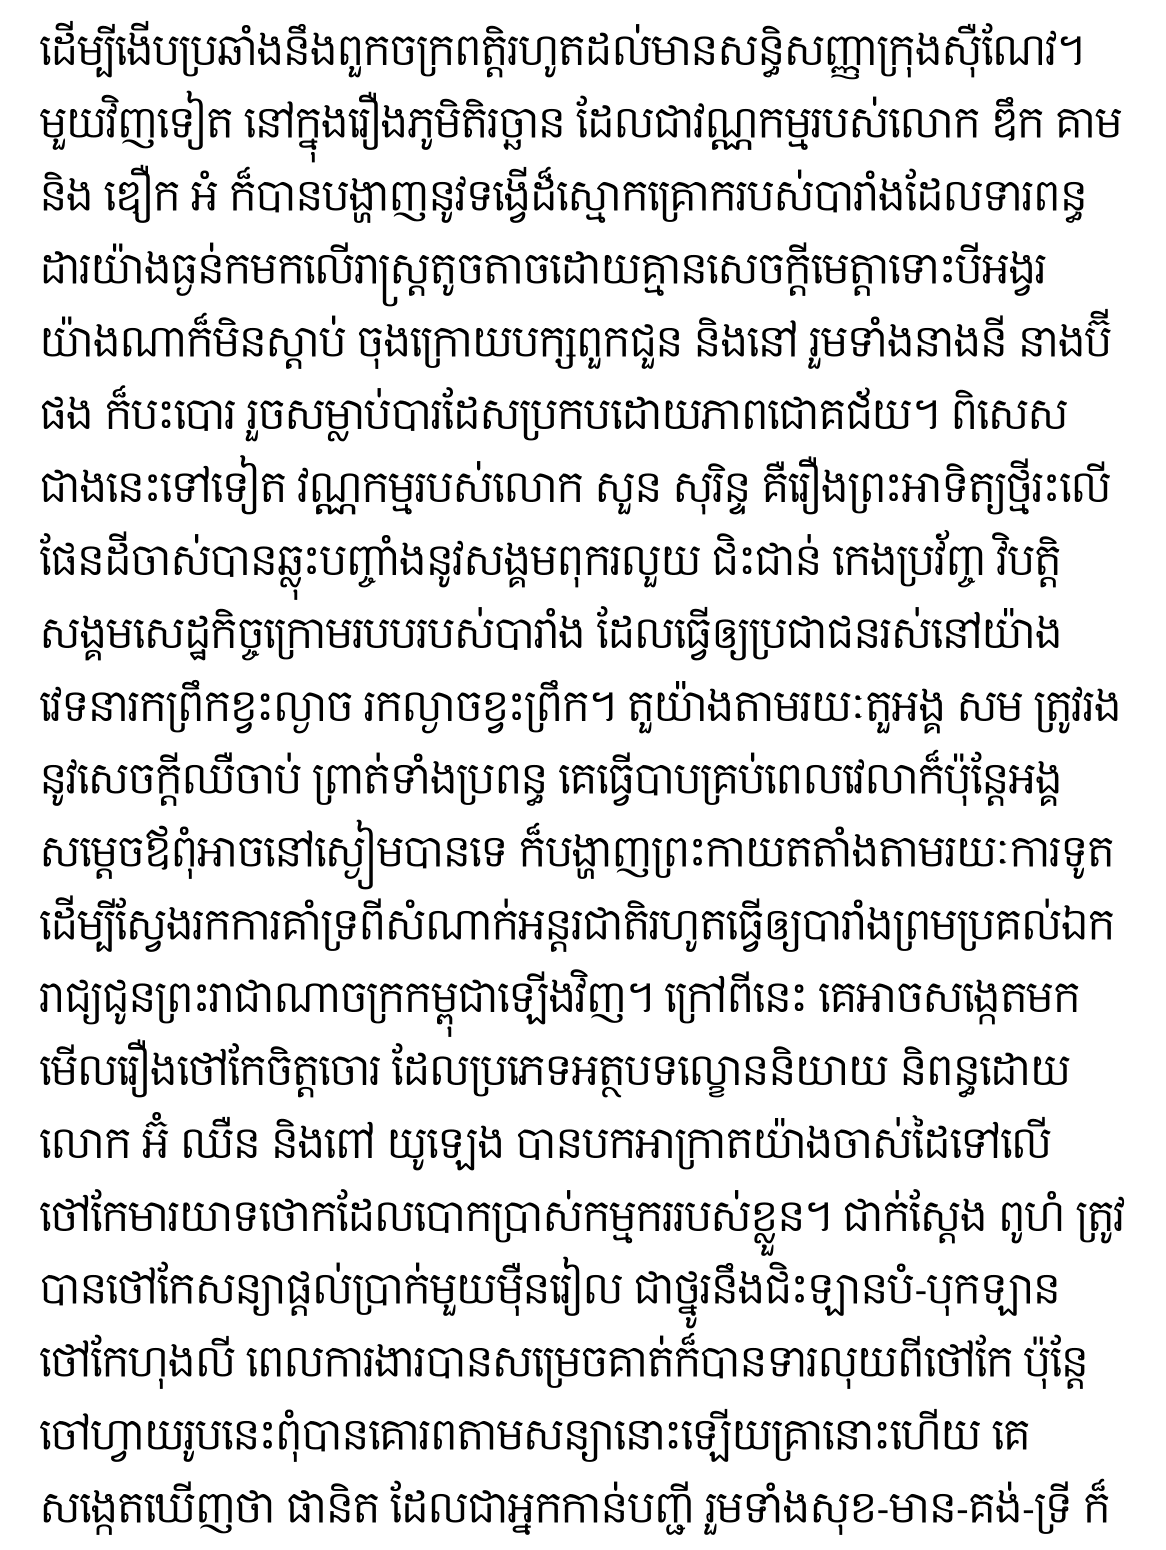 ដើម្បីងើបប្រឆាំងនឹងពួកចក្រពត្តិរហូតដល់មានសន្ធិសញ្ញាក្រុងស៊ឺណែវ។
មួយវិញទៀត នៅក្នុងរឿងភូមិតិរច្ឆាន ដែលជាវណ្ណកម្មរបស់លោក ឌឹក គាម
និង ឌឿក អំ ក៏បានបង្ហាញនូវទង្វើដ៏ស្មោកគ្រោករបស់បារាំងដែលទារពន្ធ
ដារយ៉ាងធ្ងន់កមកលើរាស្ត្រតូចតាចដោយគ្មានសេចក្តីមេត្តាទោះបីអង្វរ
យ៉ាងណាក៏មិនស្តាប់ ចុងក្រោយបក្សពួកជួន និងនៅ រួមទាំងនាងនី នាងប៊ី
ផង ក៏បះបោរ រួចសម្លាប់បារដែសប្រកបដោយភាពជោគជ័យ។ ពិសេស
ជាងនេះទៅទៀត វណ្ណកម្មរបស់លោក សួន សុរិន្ទ គឺរឿងព្រះអាទិត្យថ្មីរះលើ
ផែនដីចាស់បានឆ្លុះបញ្ចាំងនូវសង្គមពុករលួយ ជិះជាន់ កេងប្រវ័ញ្ច វិបត្តិ
សង្គមសេដ្ឋកិច្ចក្រោមរបបរបស់បារាំង ដែលធ្វើឲ្យប្រជាជនរស់នៅយ៉ាង
វេទនារកព្រឹកខ្វះល្ងាច រកល្ងាចខ្វះព្រឹក។ តួយ៉ាងតាមរយៈតួអង្គ សម ត្រូវរង
នូវសេចក្តីឈឺចាប់ ព្រាត់ទាំងប្រពន្ធ គេធ្វើបាបគ្រប់ពេលវេលាក៏ប៉ុន្តែអង្គ
សម្តេចឪពុំអាចនៅស្ងៀមបានទេ ក៏បង្ហាញព្រះកាយតតាំងតាមរយៈការទូត
ដើម្បីស្វែងរកការគាំទ្រពីសំណាក់អន្តរជាតិរហូតធ្វើឲ្យបារាំងព្រមប្រគល់ឯក
រាជ្យជូនព្រះរាជាណាចក្រកម្ពុជាឡើងវិញ។ ក្រៅពីនេះ គេអាចសង្កេតមក
មើលរឿងថៅកែចិត្តចោរ ដែលប្រភេទអត្ថបទល្ខោននិយាយ និពន្ធដោយ
លោក អ៊ំ ឈឺន និងពៅ យូឡេង បានបកអាក្រាតយ៉ាងចាស់ដៃទៅលើ
ថៅកែមារយាទថោកដែលបោកប្រាស់កម្មកររបស់ខ្លួន។ ជាក់ស្តែង ពូហំ ត្រូវ
បានថៅកែសន្យាផ្តល់ប្រាក់មួយម៉ឺនរៀល ជាថ្នូរនឹងជិះឡានបំ-បុកឡាន
ថៅកែហុងលី ពេលការងារបានសម្រេចគាត់ក៏បានទារលុយពីថៅកែ ប៉ុន្តែ
ចៅហ្វាយរូបនេះពុំបានគោរពតាមសន្យានោះឡើយគ្រានោះហើយ គេ
សង្កេតឃើញថា ផានិត ដែលជាអ្នកកាន់បញ្ជី រួមទាំងសុខ-មាន-គង់-ទ្រី ក៏